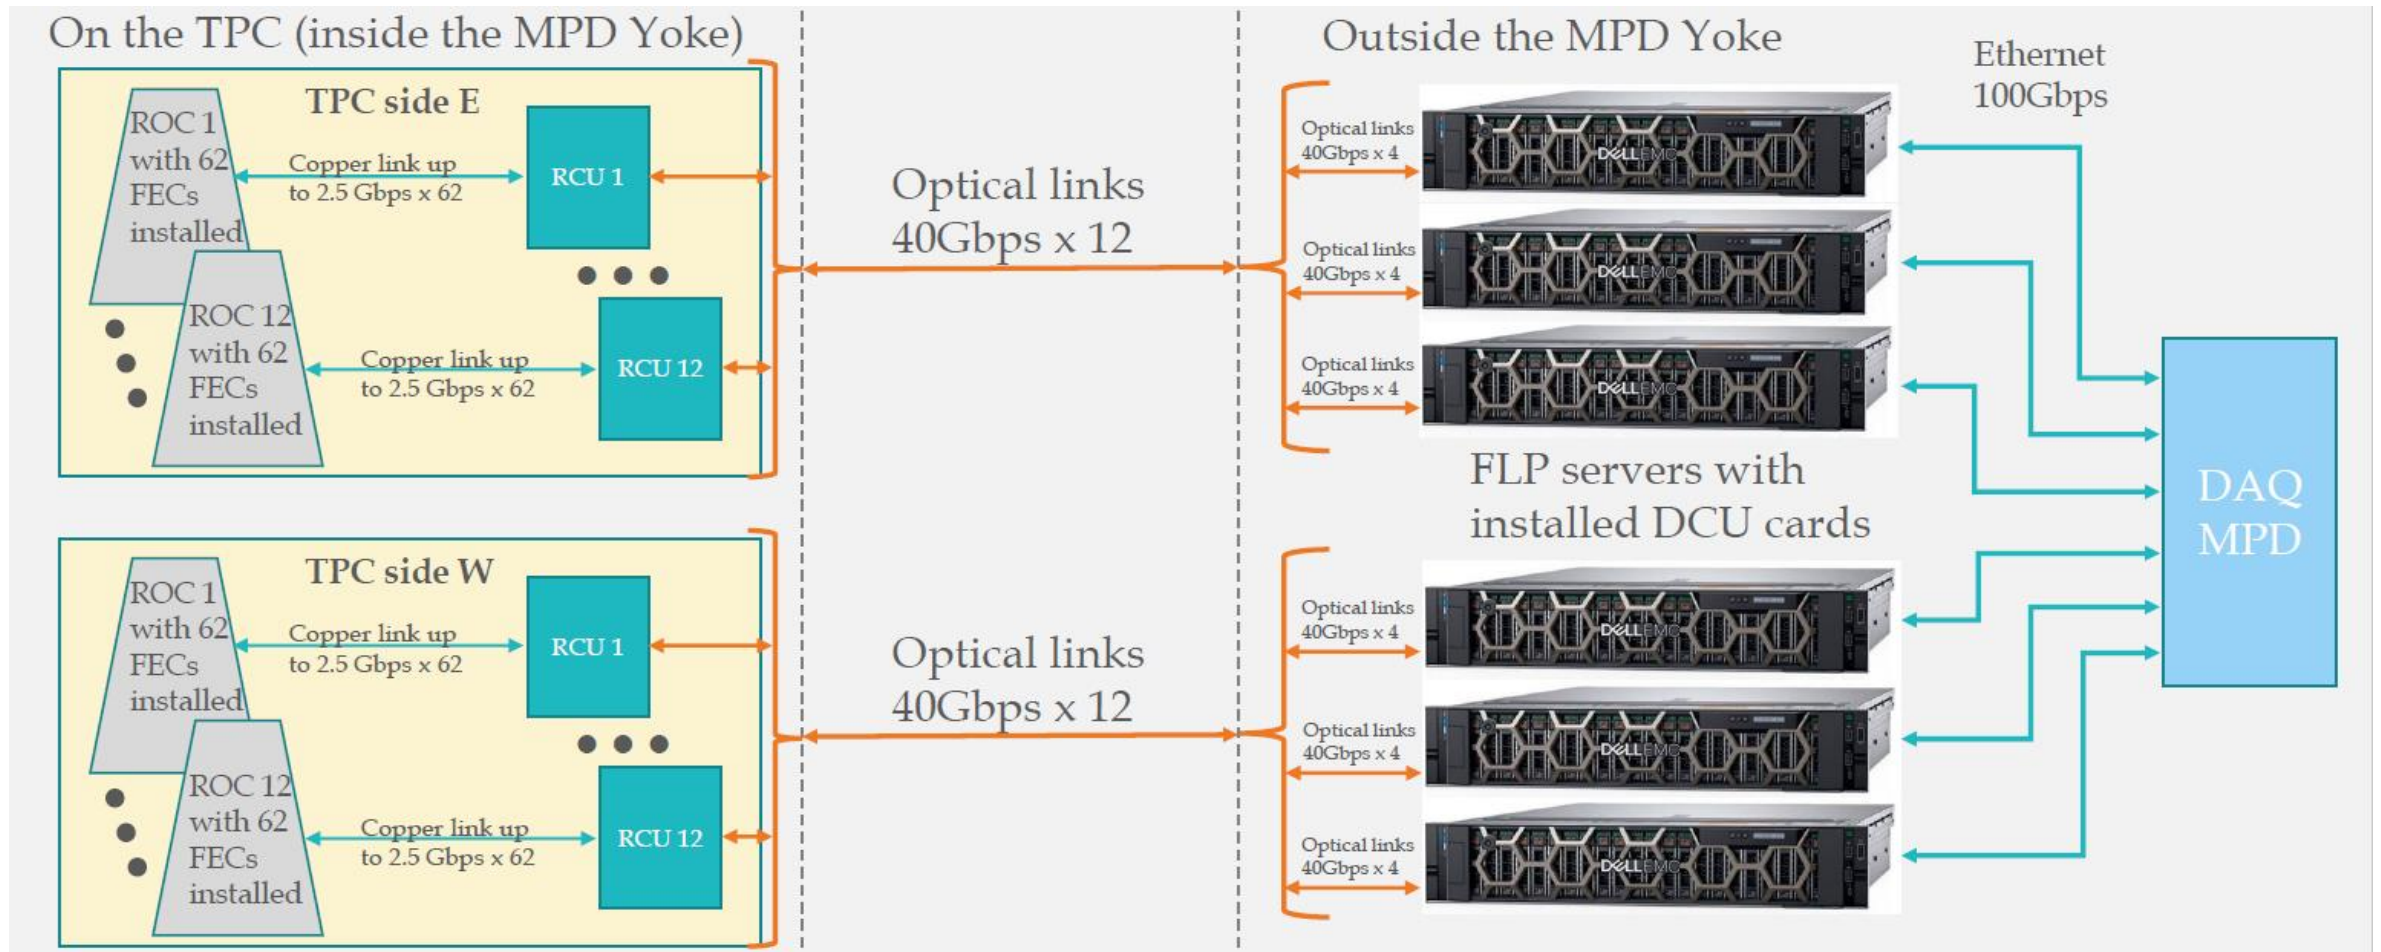 On the TPC (inside the MPD Yoke)
TPC side E
ROC 1
with 62
FECs
installed
Copper link up
to 2.5 Gbps x 62
RCU 1
ROC 12
with 62
FECs
installed
Copper link up
to 2.5 Gbps x 62
RCU 12
Optical links
40Gbps x 12
Outside the MPD Yoke
Optical links
40Gbps x 4
DELLEMC
Optical links
40Gbps x 4
DELLEMC
Optical links
40Gbps x 4
DELLEMC
Ethernet
100Gbps
FLP servers with
installed DCU cards
TPC side W
ROC 1
with 62
FECs
installed
Copper link up
to 2.5 Gbps x 62
RCU 1
ROC 12
with 62
FECs
installed
Copper link up
to 2.5 Gbps x 62
RCU 12
Optical links
40Gbps x 12
Optical links
40Gbps x 4
DELLEMC
Optical links
40Gbps x 4
DELLEMC
Optical links
40Gbps x 4
DELLEMC
DAQ
MPD